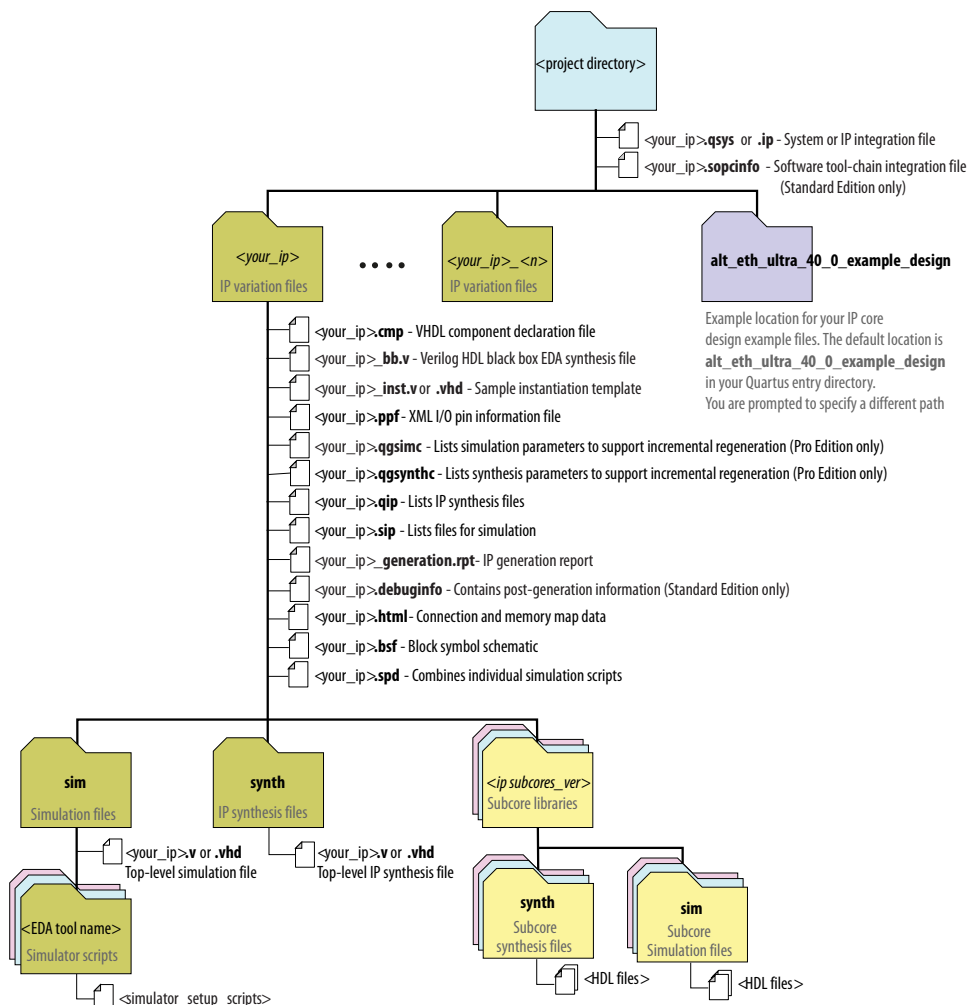 <project directory>
<your_ip>.qsys or .ip - System or IP integration file
<your_ip>.sopcinfo - Software tool-chain integration file
(Standard Edition only)
<your_ip>
IP variation files
<your_ip>_<n>
IP variation files
alt_eth_ultra_40_0_example_design
Example location for your IP core
design example files. The default location is
alt_eth_ultra_40_0_example_design
in your Quartus entry directory.
You are prompted to specify a different path
<your_ip>.cmp - VHDL component declaration file
<your_ip>_bb.v - Verilog HDL black box EDA synthesis file
<your_ip>_inst.v or .vhd - Sample instantiation template
<your_ip>.ppf - XML I/O pin information file
<your_ip>.qgsimc - Lists simulation parameters to support incremental regeneration (Pro Edition only)
<your_ip>.qgsynthc - Lists synthesis parameters to support incremental regeneration (Pro Edition only)
<your_ip>.qip - Lists IP synthesis files
<your_ip>.sip - Lists files for simulation
<your_ip>_generation.rpt- IP generation report
<your_ip>.debuginfo - Contains post-generation information (Standard Edition only)
<your_ip>.html- Connection and memory map data
<your_ip>.bsf - Block symbol schematic
<your_ip>.spd - Combines individual simulation scripts
sim
Simulation files
synth
IP synthesis files
<ip subcores_ver>
Subcore libraries
<your_ip>.v or .vhd
Top-level simulation file
<your_ip>.v or .vhd
Top-level IP synthesis file
<EDA tool name>
Simulator scripts
<simulator_setup_scripts>
synth
Subcore
synthesis files
<HDL files>
sim
Subcore
Simulation files
<HDL files>